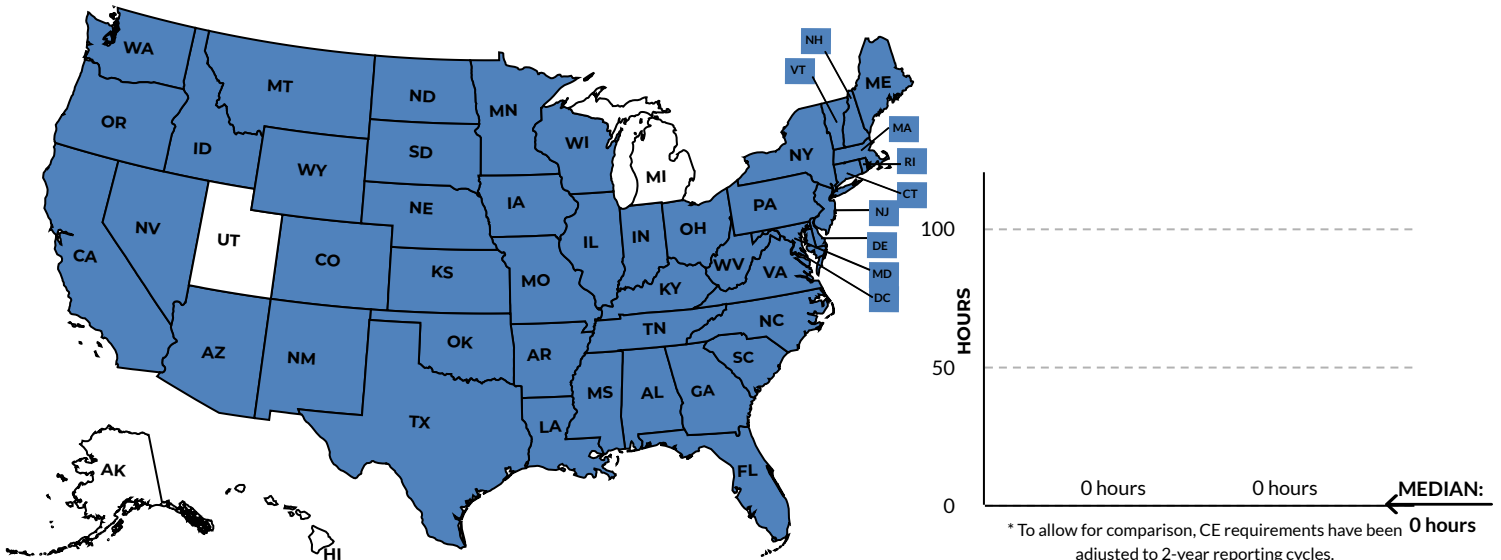 WA
OR
CA
NV
ID
MT
WY
UT
AZ
CO
NM
ND
SD
NE
KS
OK
TX
MN
IA
MO
AR
LA
WI
IL
MI
IN
OH
KY
TN
MS
AL
GA
FL
SC
NC
VA
WV
PA
NY
ME
NH
VT
MA
RI
CT
NJ
DE
MD
DC
AK
HI
HOURS
100
50
0
0 hours
0 hours
MEDIAN:
0 hours
* To allow for comparison, CE requirements have been
adjusted to 2-year reporting cycles.